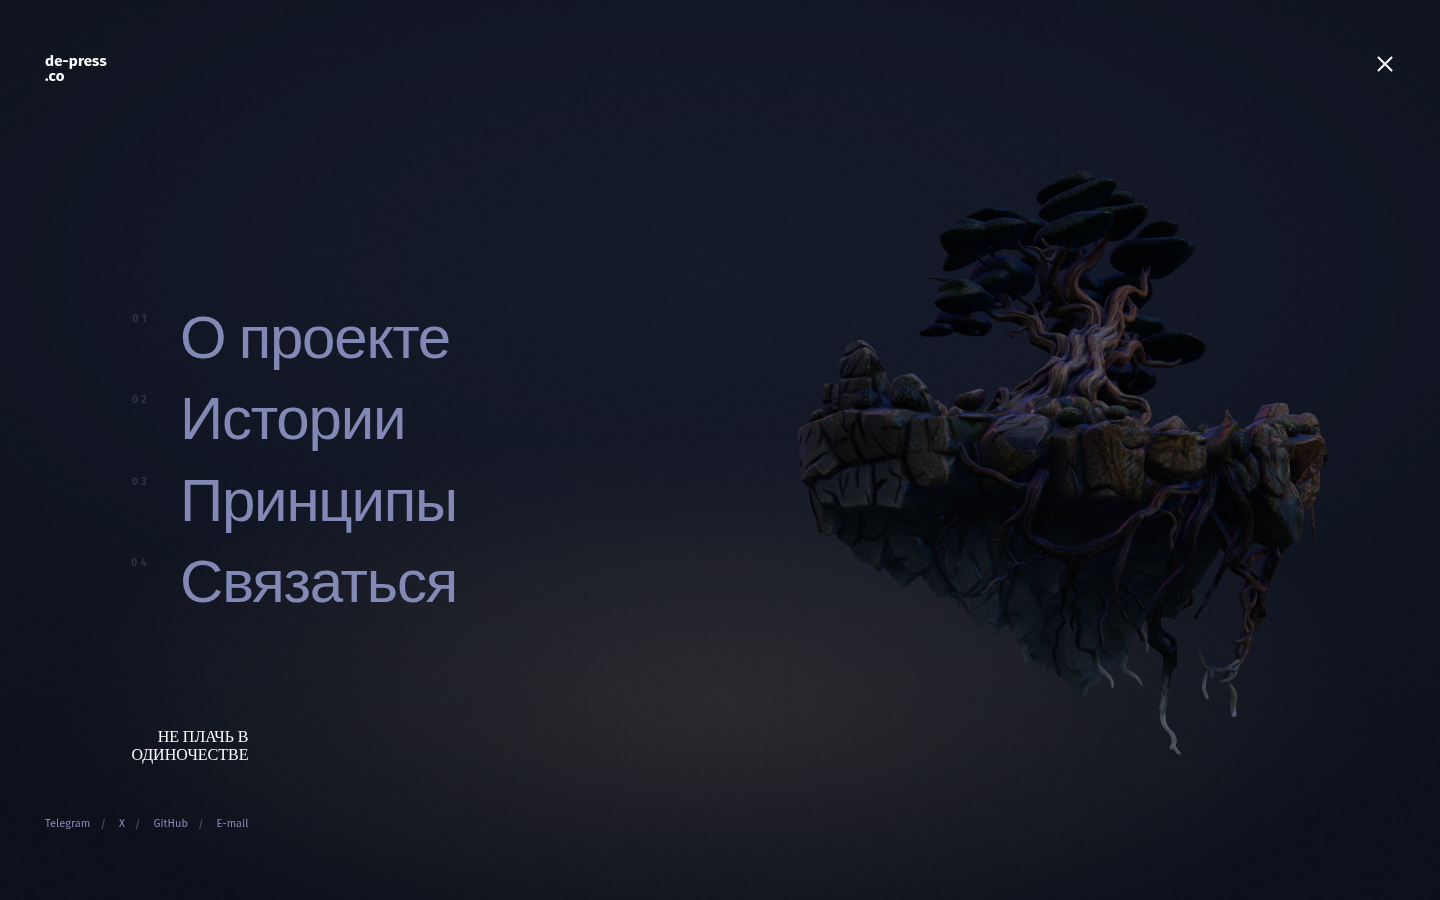 de-press
.co
01
О проекте
02
Истории
03
Принципы
04
Связаться
НЕ ПЛАЧЬ В
ОДИНОЧЕСТВЕ
Telegram / X / GitHub / E-mail